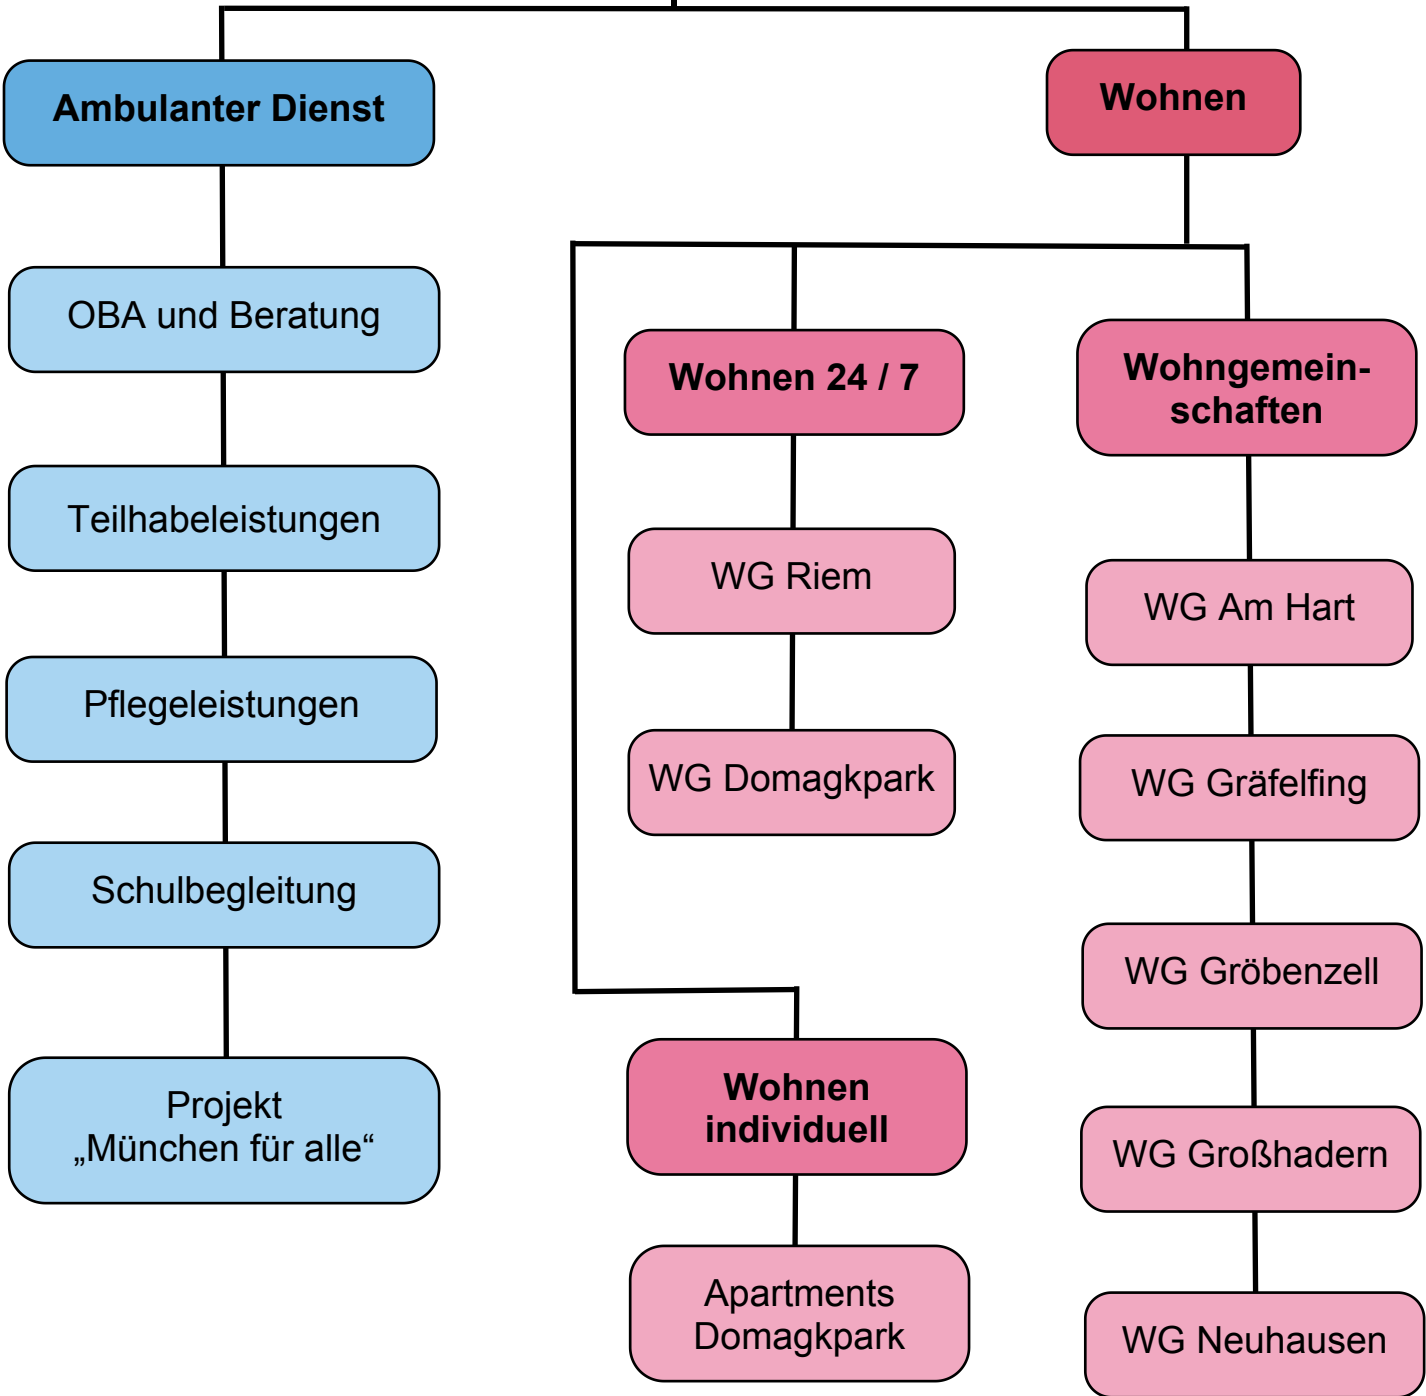 Ambulanter Dienst
OBA und Beratung
Teilhabeleistungen
Pflegeleistungen
Schulbegleitung
Projekt
„München für alle“
Wohnen
Wohnen 24 / 7
WG Riem
WG Domagkpark
Wohnen
individuell
Apartments
Domagkpark
Wohngemein-
schaften
WG Am Hart
WG Gräfelfing
WG Gröbenzell
WG Großhadern
WG Neuhausen